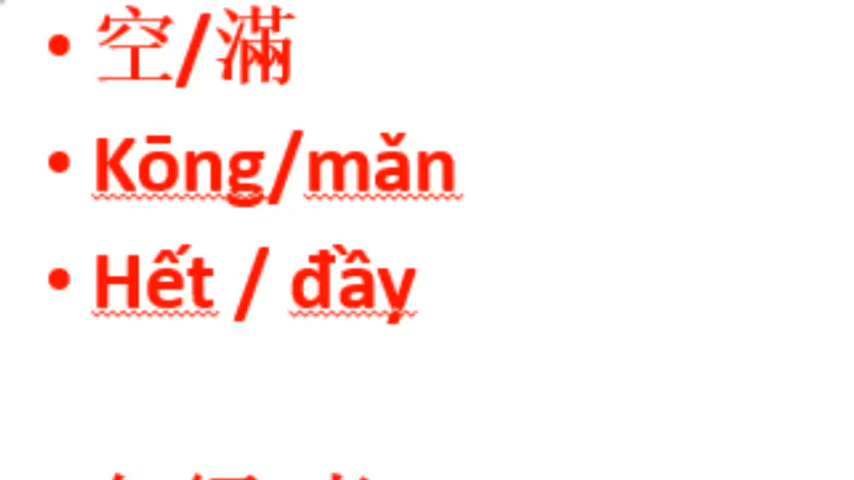 • 空/滿
• Kōng/mǎn
• Hết / đầy